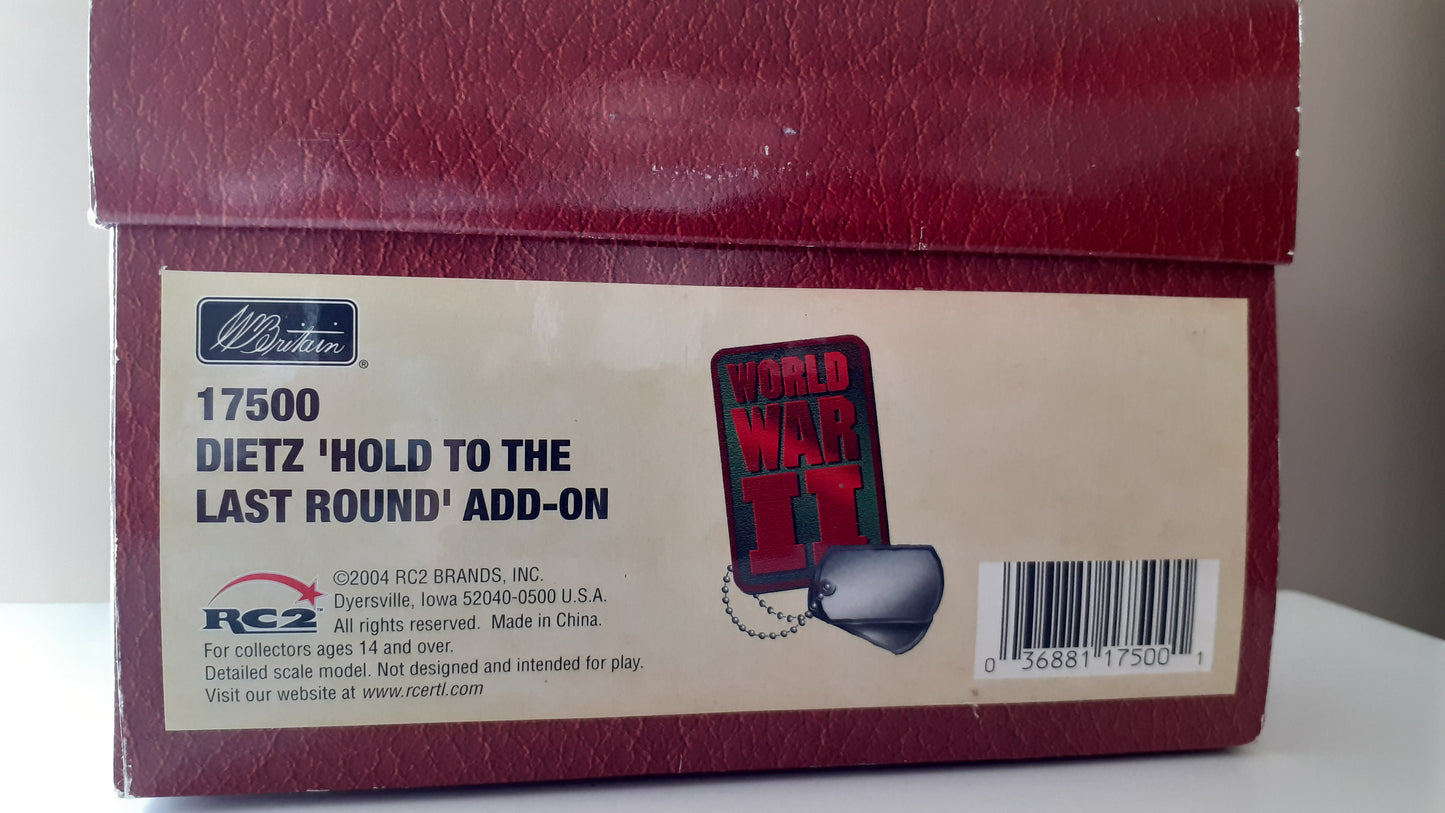 W Britain
®
17500
DIETZ 'HOLD TO THE
LAST ROUND' ADD-ON
RC2™
©2004 RC2 BRANDS, INC.
Dyersville, Iowa 52040-0500 U.S.A.
All rights reserved. Made in China.
For collectors ages 14 and over.
Detailed scale model. Not designed and intended for play.
Visit our website at www.rcertl.com
WORLD
WAR
II
0 36881 17500 1